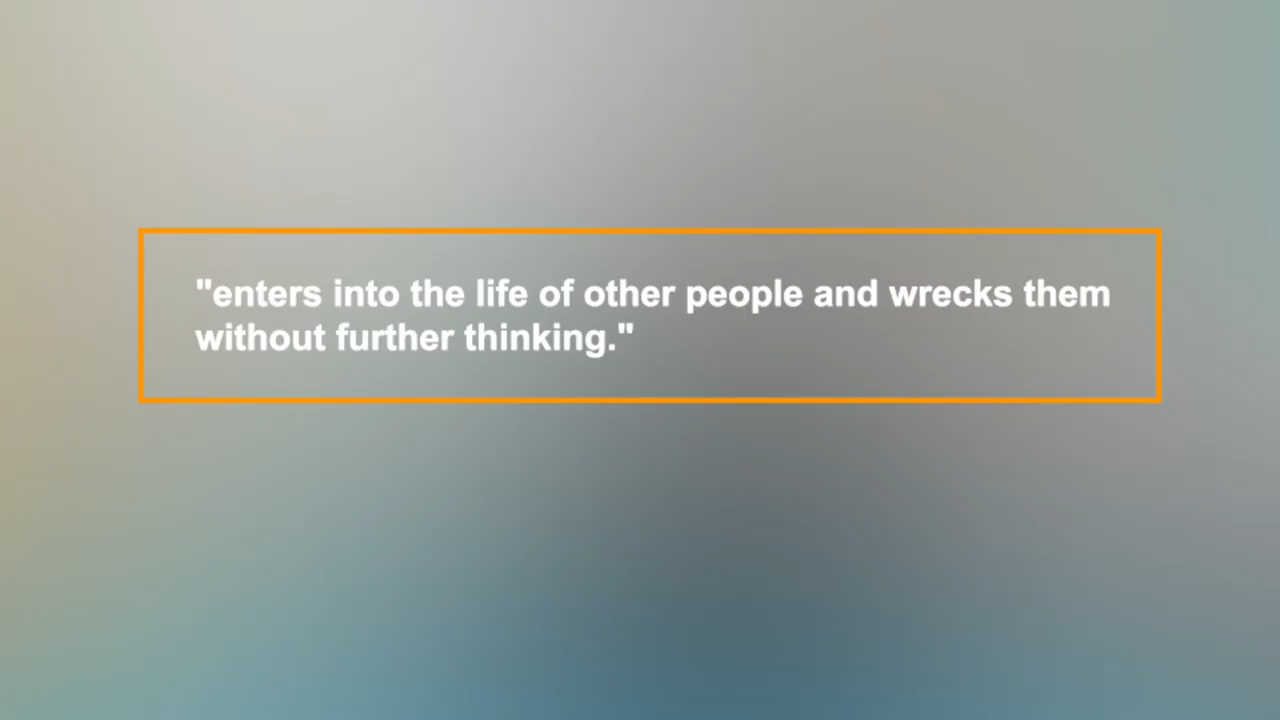 "enters into the life of other people and wrecks them
without further thinking."